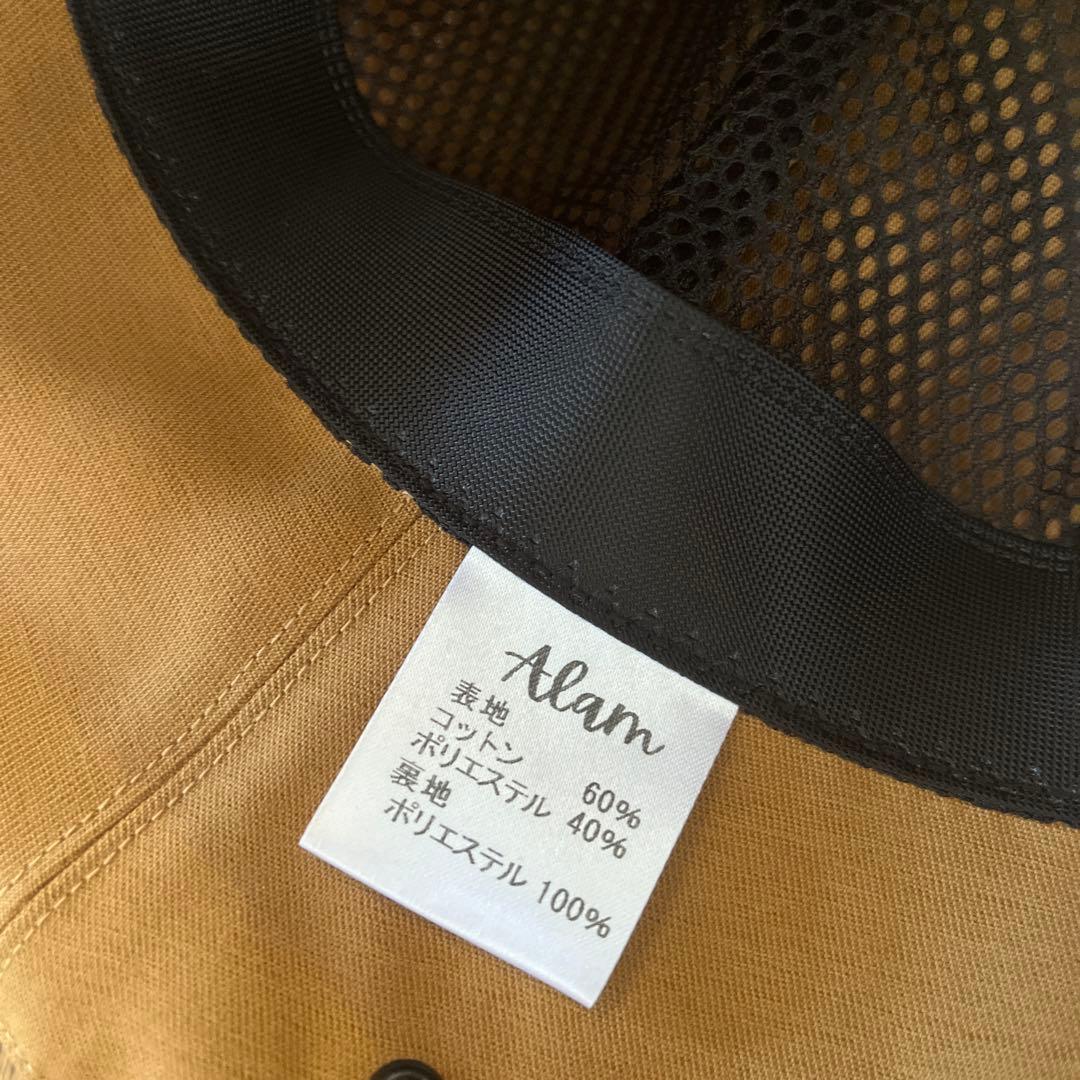 Alam
表地
コットン 60%
ポリエステル 40%
裏地
ポリエステル 100%